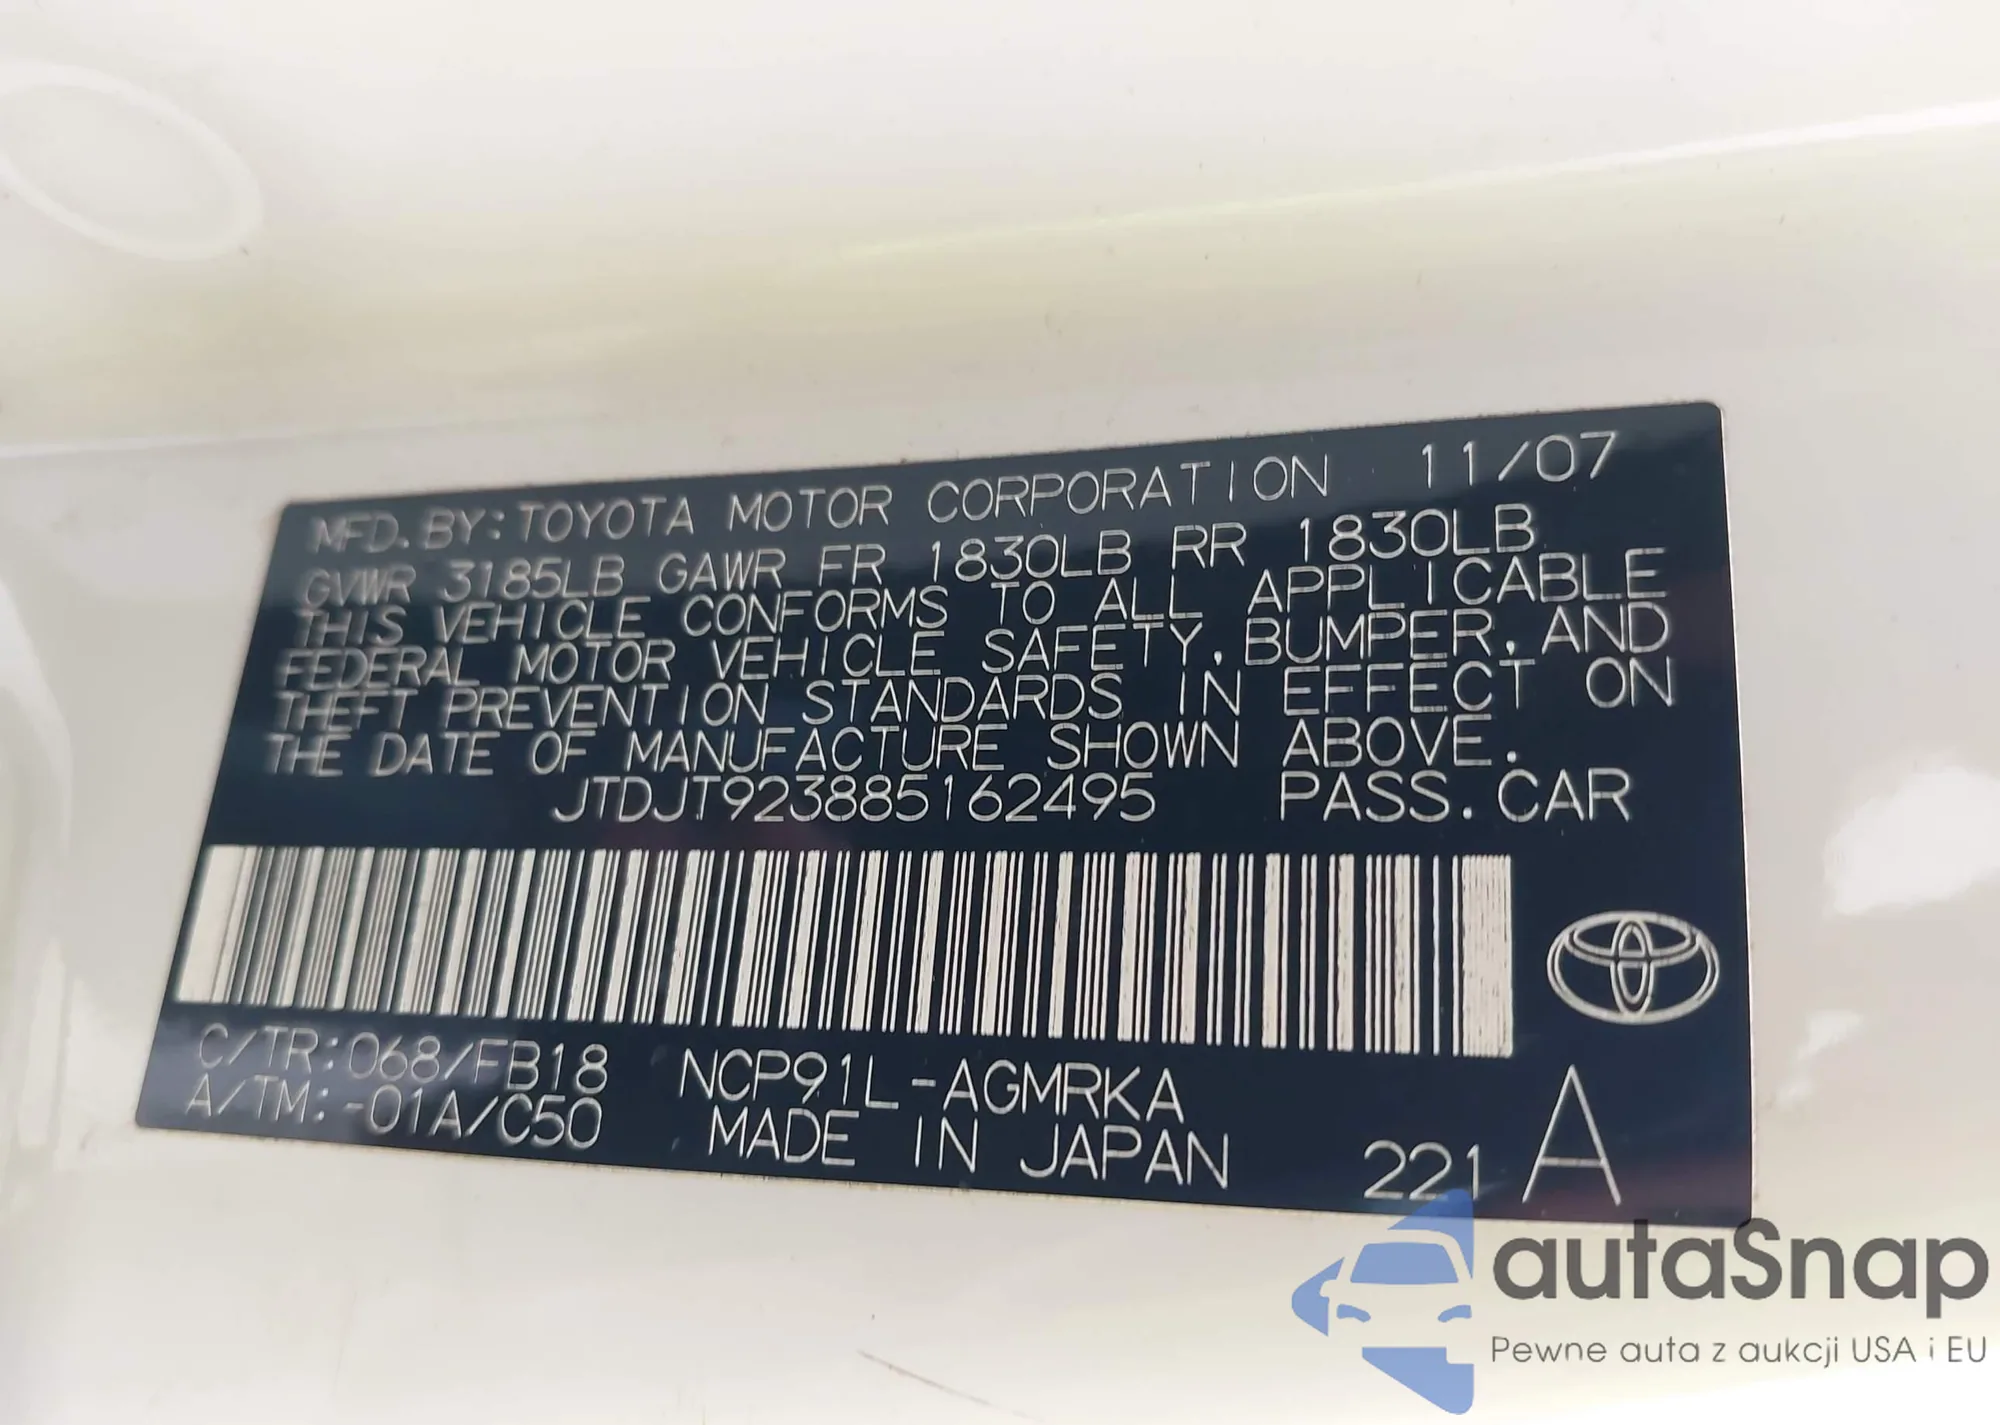 MFD. BY: TOYOTA MOTOR CORPORATION 11/07
GVWR 3185LB GAWR FR 1830LB RR 1830LB
THIS VEHICLE CONFORMS TO ALL APPLICABLE
FEDERAL MOTOR VEHICLE SAFETY, BUMPER, AND
THEFT PREVENTION STANDARDS IN EFFECT ON
THE DATE OF MANUFACTURE SHOWN ABOVE.
JTDJT923885162495 PASS. CAR
C/TR: 068/FB18 NCP91L-AGMRKA
A/TM: -01A/C50 MADE IN JAPAN 221 A
autaSnap
Pewne auta z aukcji USA i EU